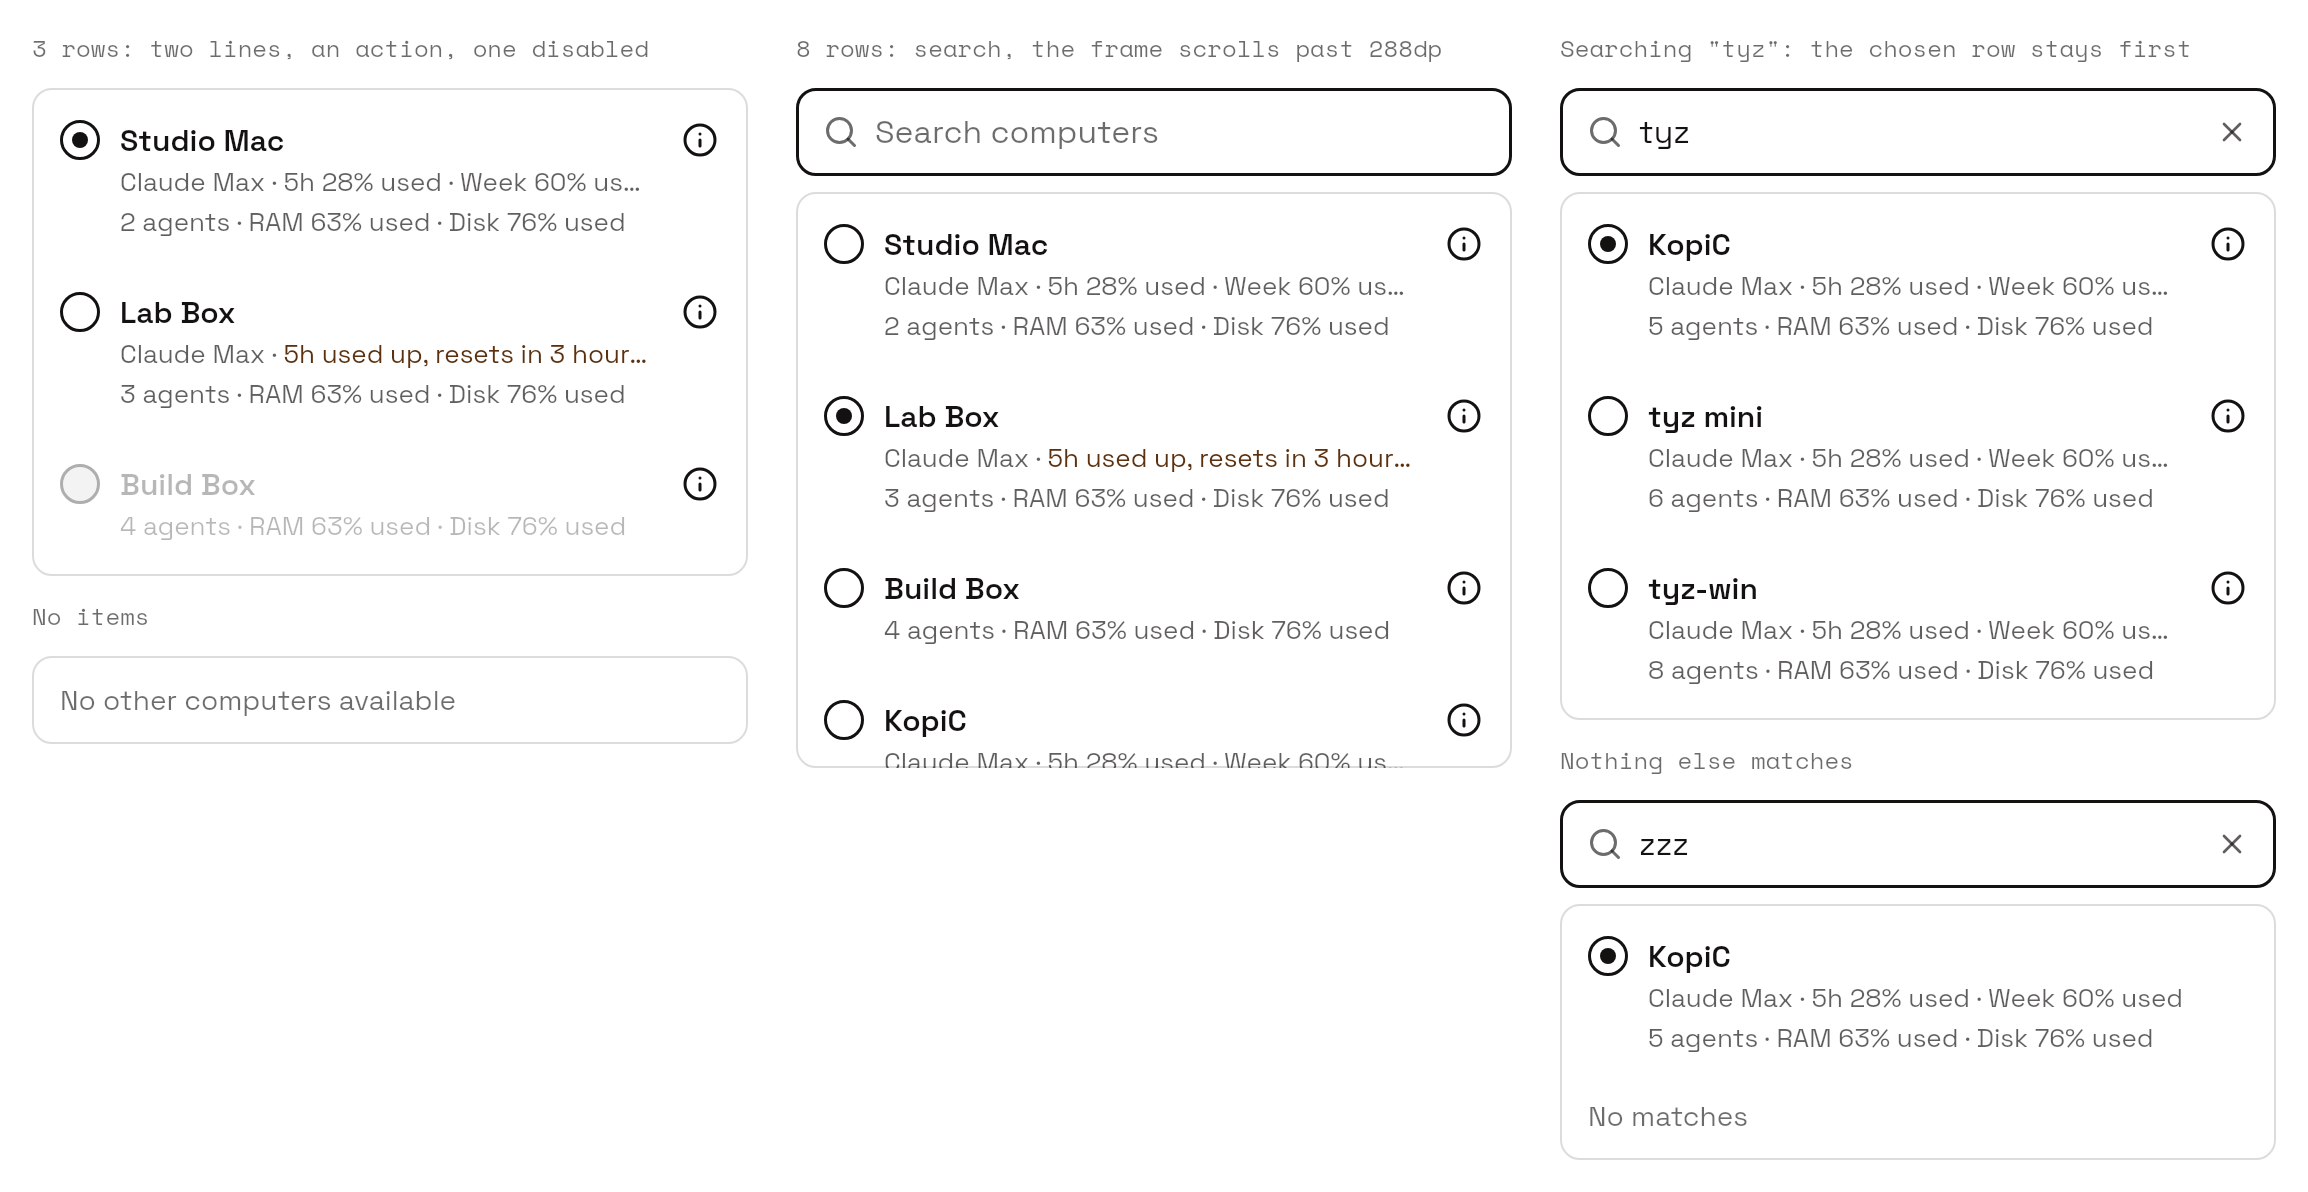 3 rows: two lines, an action, one disabled
Studio Mac
Claude Max · 5h 28% used · Week 60% us...
2 agents · RAM 63% used · Disk 76% used
Lab Box
Claude Max · 5h used up, resets in 3 hour...
3 agents · RAM 63% used · Disk 76% used
Build Box
4 agents · RAM 63% used · Disk 76% used
No items
No other computers available
8 rows: search, the frame scrolls past 288dp
Search computers
Studio Mac
Claude Max · 5h 28% used · Week 60% us...
2 agents · RAM 63% used · Disk 76% used
Lab Box
Claude Max · 5h used up, resets in 3 hour...
3 agents · RAM 63% used · Disk 76% used
Build Box
4 agents · RAM 63% used · Disk 76% used
KopiC
Claude Max · 5h 28% used · Week 60% us...
Searching "tyz": the chosen row stays first
tyz
KopiC
Claude Max · 5h 28% used · Week 60% us...
5 agents · RAM 63% used · Disk 76% used
tyz mini
Claude Max · 5h 28% used · Week 60% us...
6 agents · RAM 63% used · Disk 76% used
tyz-win
Claude Max · 5h 28% used · Week 60% us...
8 agents · RAM 63% used · Disk 76% used
Nothing else matches
zzz
KopiC
Claude Max · 5h 28% used · Week 60% used
5 agents · RAM 63% used · Disk 76% used
No matches